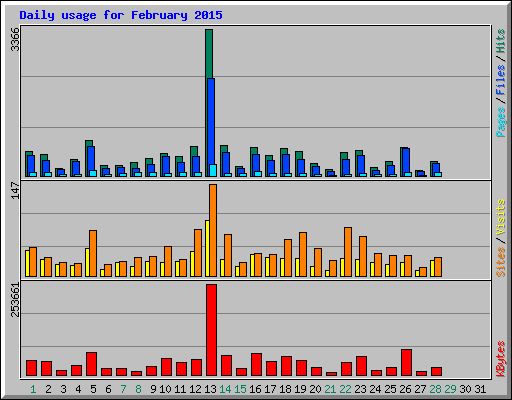 Daily usage for February 2015
3366
Pages / Files / Hits
147
Sites / Visits
253661
KBytes
1 2 3 4 5 6 7 8 9 10 11 12 13 14 15 16 17 18 19 20 21 22 23 24 25 26 27 28 29 30 31